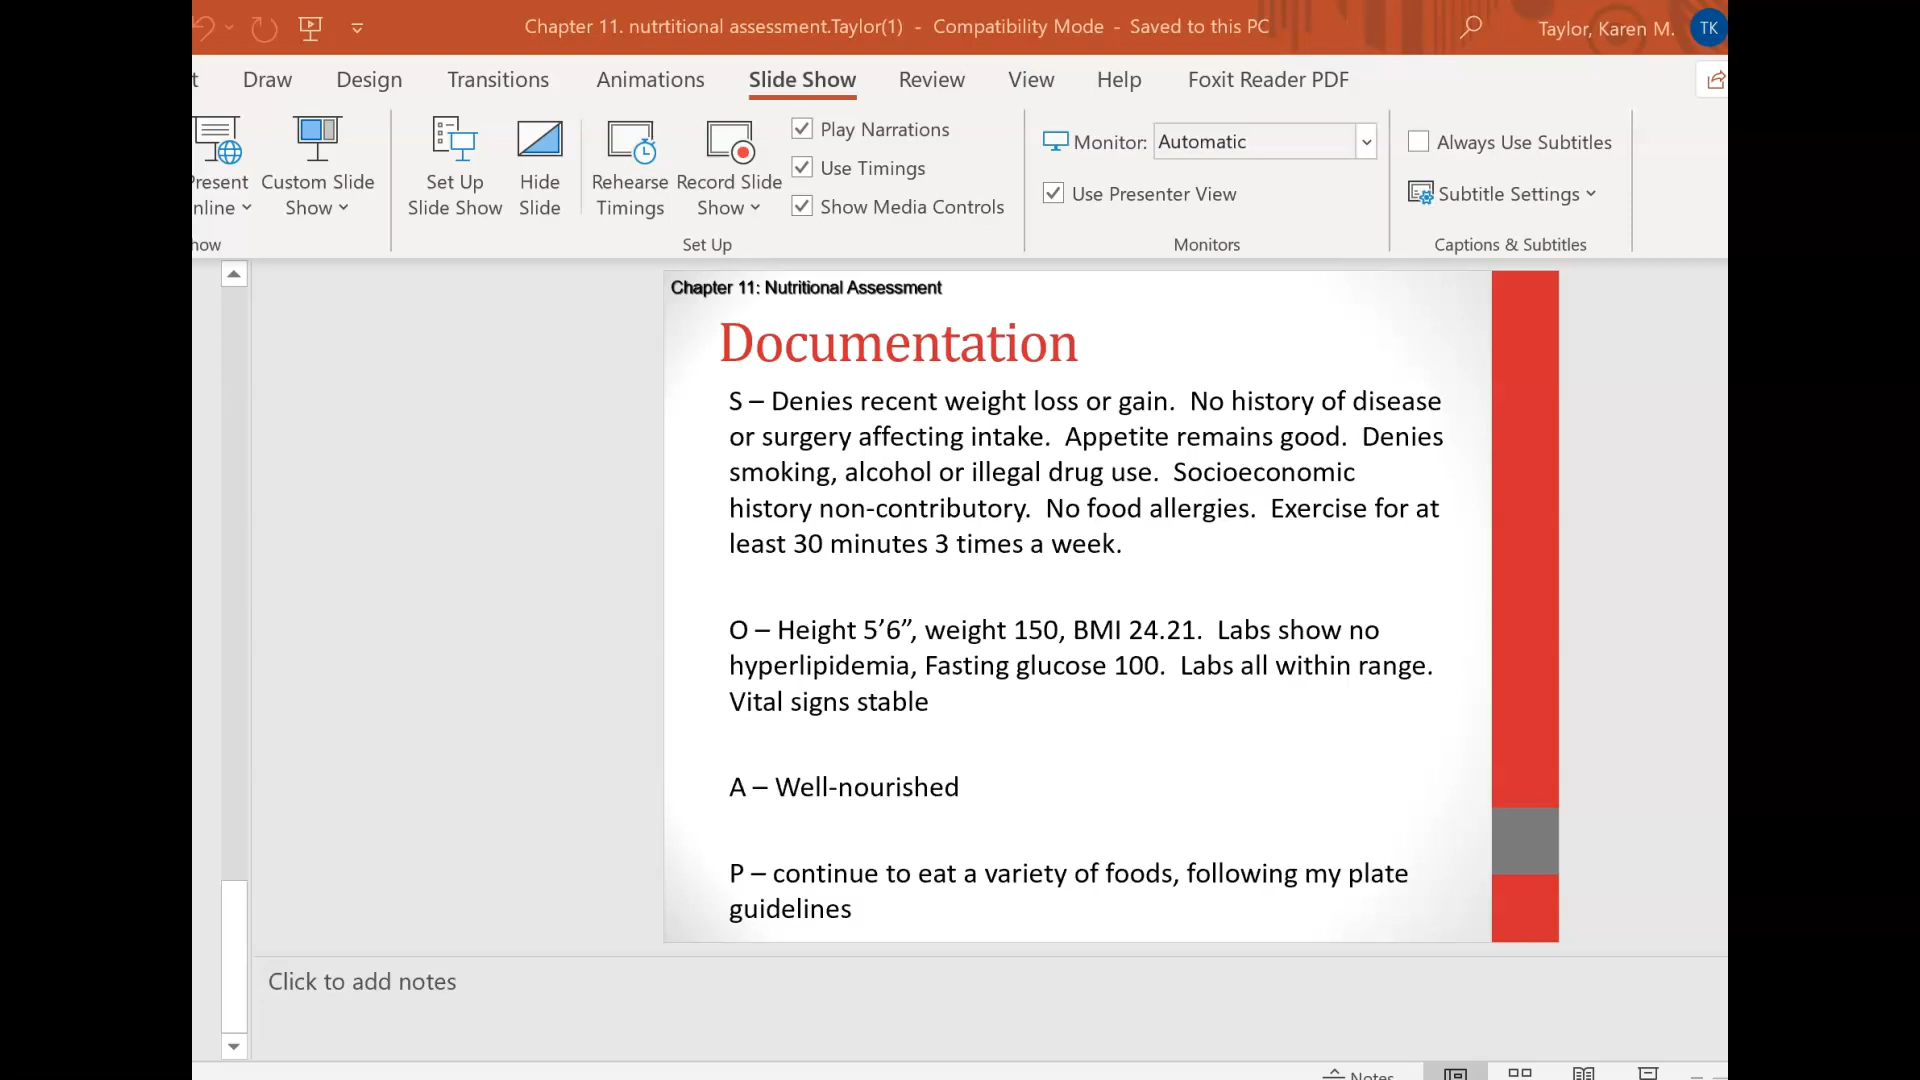 Chapter 11. nutrtitional assessment.Taylor(1) - Compatibility Mode - Saved to this PC
Taylor, Karen M. TK
t Draw Design Transitions Animations Slide Show Review View Help Foxit Reader PDF
Present
nline
Custom Slide
Show
how
Set Up
Slide Show
Hide
Slide
Rehearse
Timings
Record Slide
Show
Play Narrations
Use Timings
Show Media Controls
Set Up
Monitor: Automatic
Use Presenter View
Monitors
Always Use Subtitles
Subtitle Settings
Captions & Subtitles
Chapter 11: Nutritional Assessment
Documentation
S – Denies recent weight loss or gain. No history of disease
or surgery affecting intake. Appetite remains good. Denies
smoking, alcohol or illegal drug use. Socioeconomic
history non-contributory. No food allergies. Exercise for at
least 30 minutes 3 times a week.
O – Height 5’6”, weight 150, BMI 24.21. Labs show no
hyperlipidemia, Fasting glucose 100. Labs all within range.
Vital signs stable
A – Well-nourished
P – continue to eat a variety of foods, following my plate
guidelines
Click to add notes
Notes